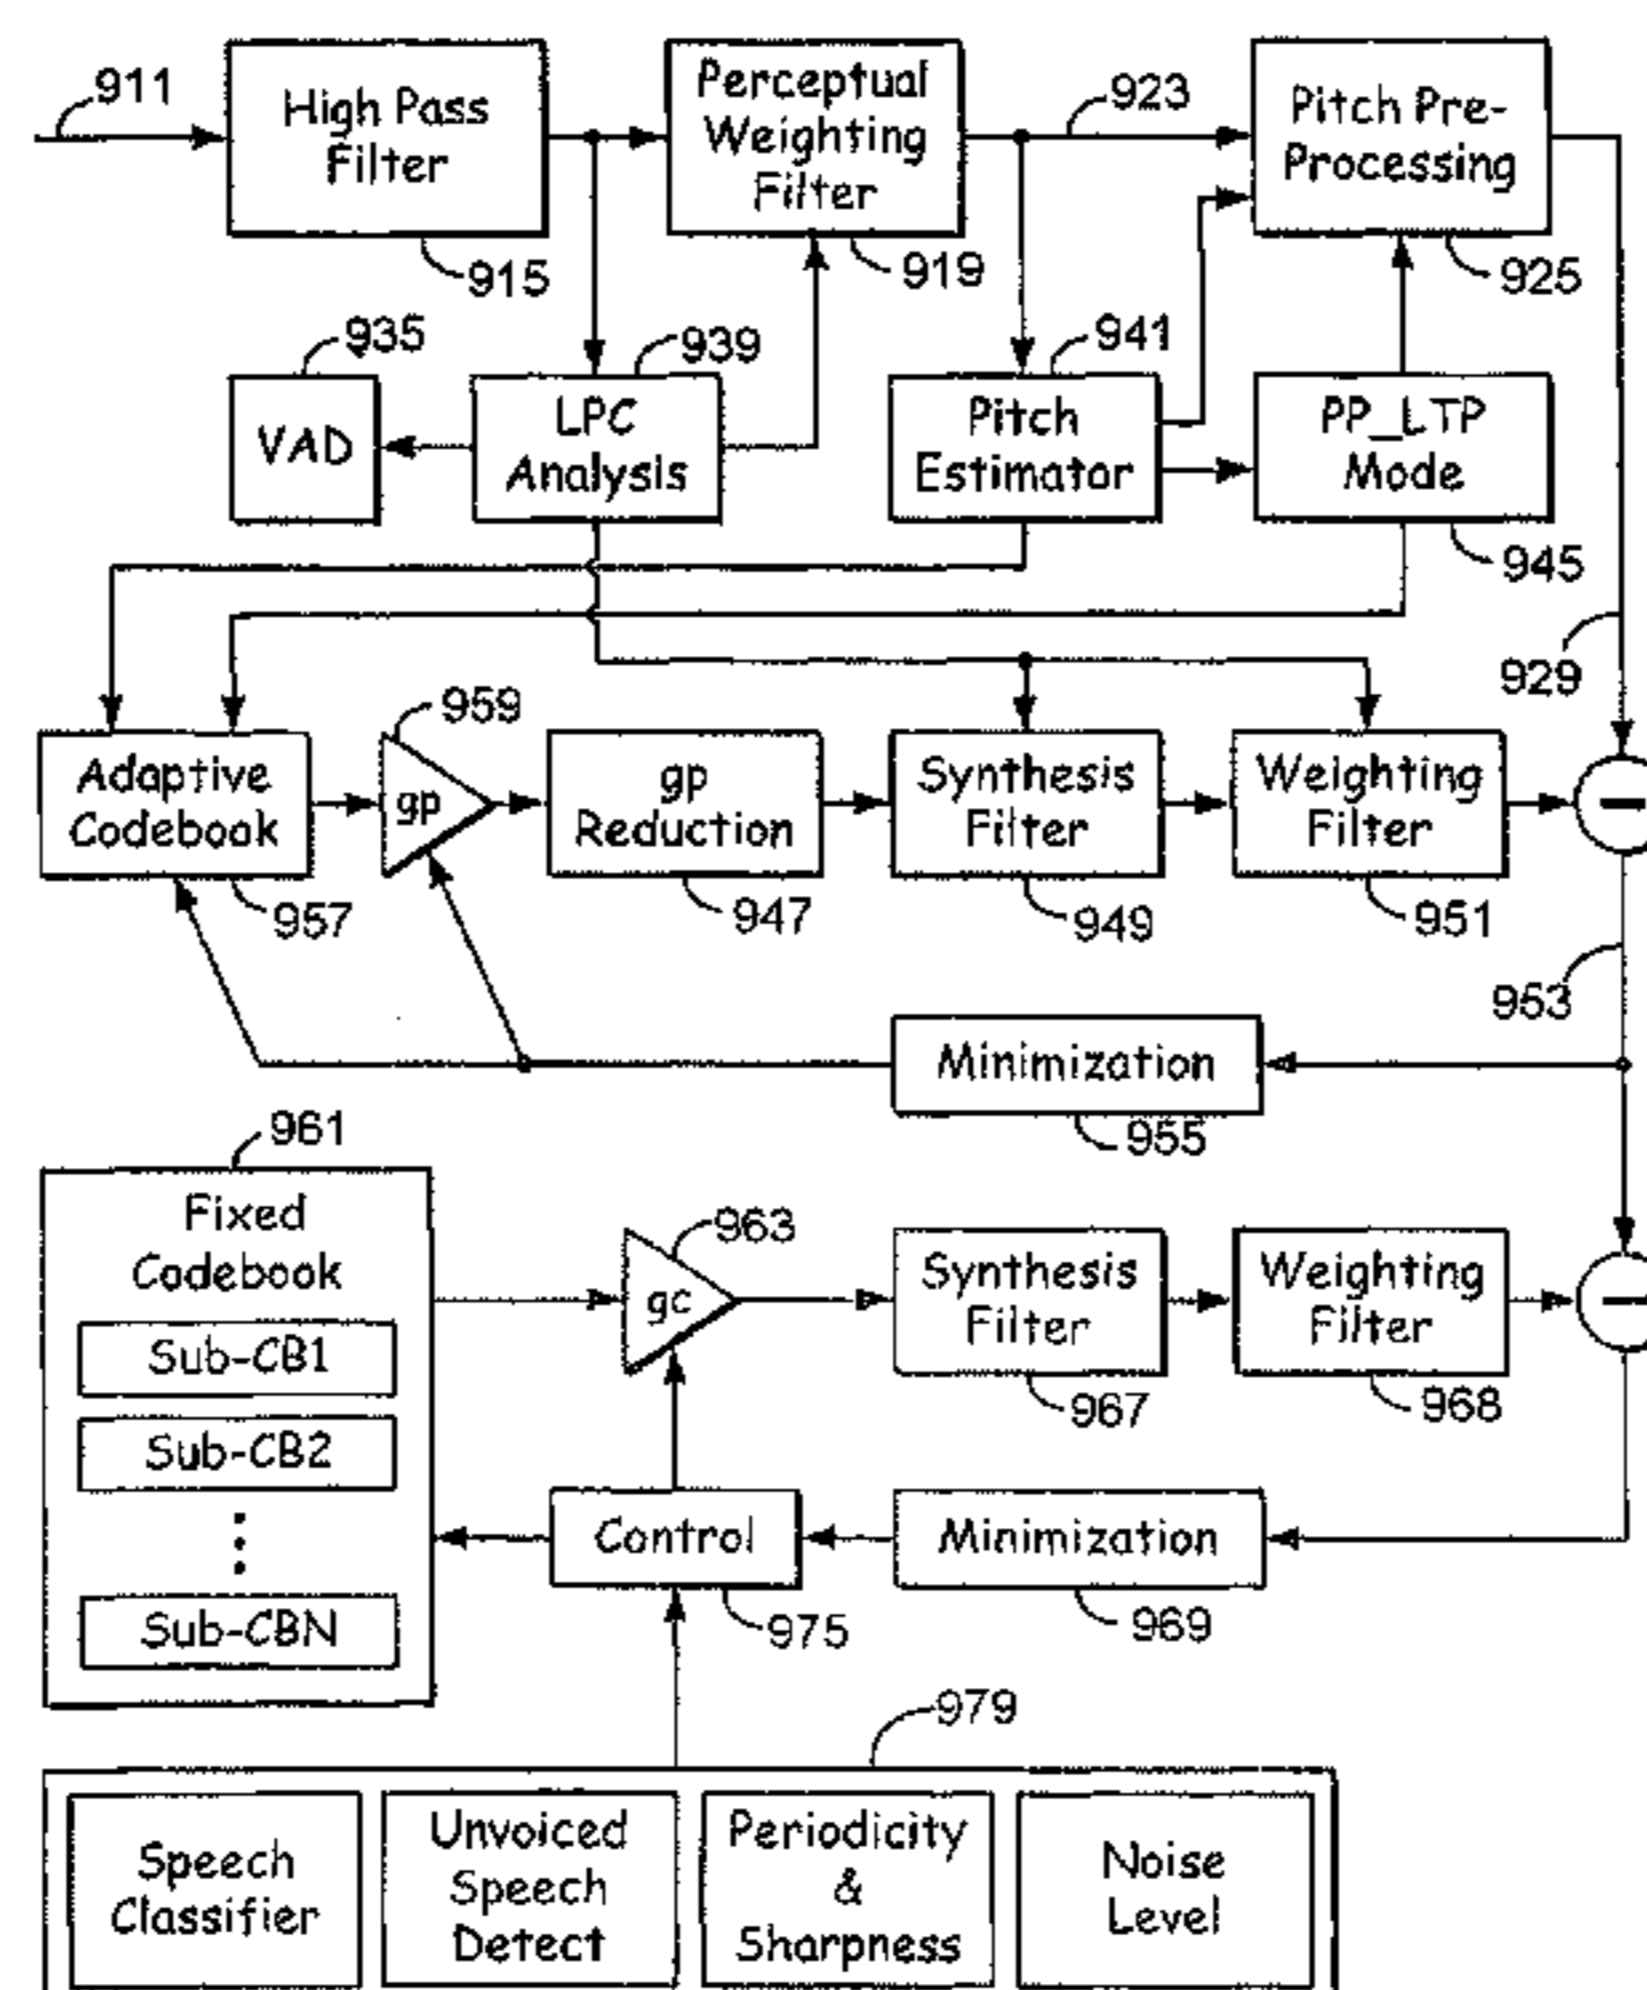 911
High Pass
Filter
915
Perceptual
Weighting
Filter
919
923
Pitch Pre-
Processing
925
935
VAD
939
LPC
Analysis
941
Pitch
Estimator
PP_LTP
Mode
945
929
Adaptive
Codebook
957
959
gp
gp
Reduction
947
Synthesis
Filter
949
Weighting
Filter
951
953
Minimization
955
961
Fixed
Codebook
Sub-CB1
Sub-CB2
Sub-CBN
963
gc
Synthesis
Filter
967
Weighting
Filter
968
Control
975
Minimization
969
979
Speech
Classifier
Unvoiced
Speech
Detect
Periodicity
&
Sharpness
Noise
Level